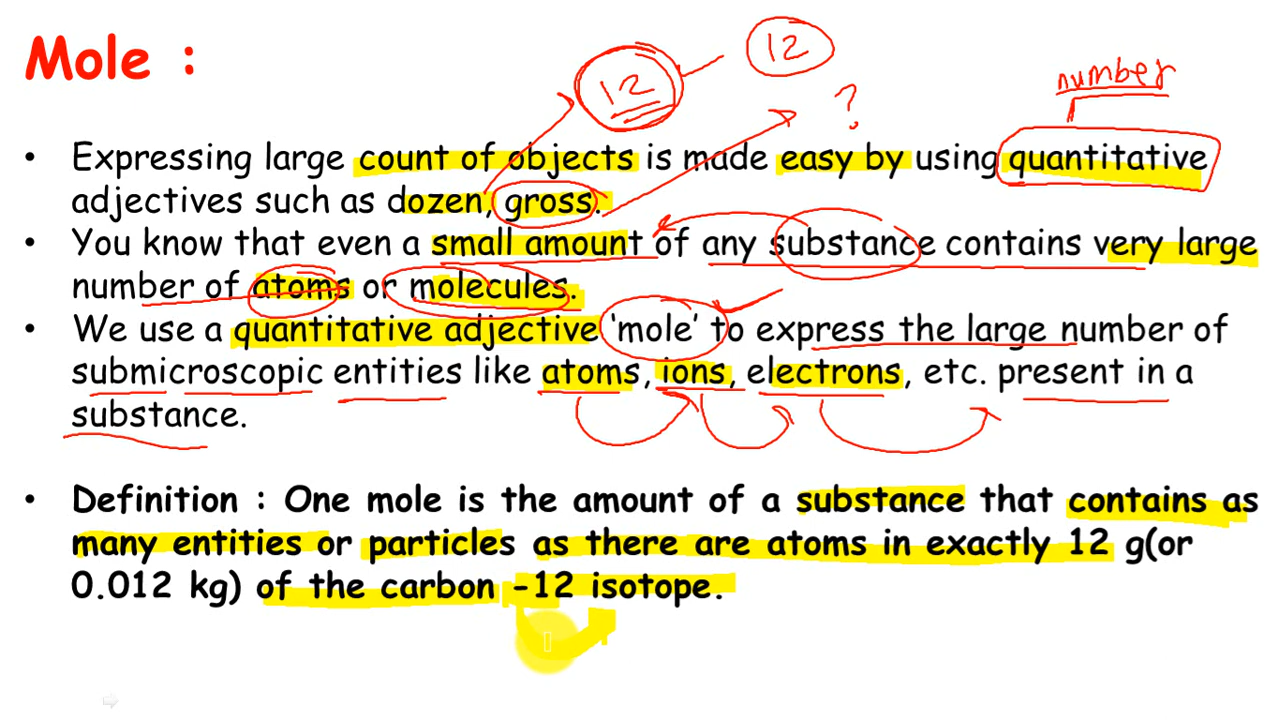 Mole :
12
12
number
?
• Expressing large count of objects is made easy by using quantitative
adjectives such as dozen, gross.
• You know that even a small amount of any substance contains very large
number of atoms or molecules.
• We use a quantitative adjective ‘mole’ to express the large number of
submicroscopic entities like atoms, ions, electrons, etc. present in a
substance.
• Definition : One mole is the amount of a substance that contains as
many entities or particles as there are atoms in exactly 12 g(or
0.012 kg) of the carbon -12 isotope.